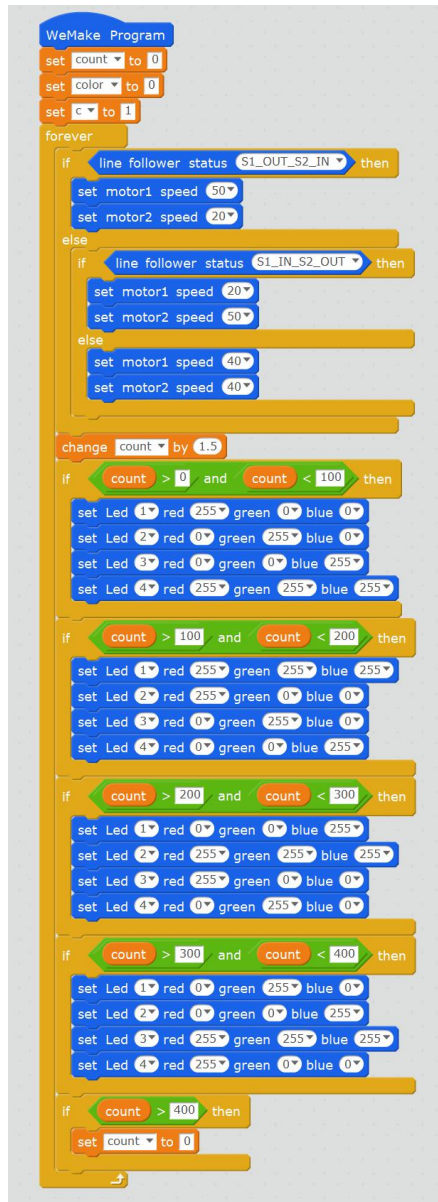 WeMake Program
set count to 0
set color to 0
set c to 1
forever
if line follower status S1_OUT_S2_IN then
set motor1 speed 50
set motor2 speed 20
else
if line follower status S1_IN_S2_OUT then
set motor1 speed 20
set motor2 speed 50
else
set motor1 speed 40
set motor2 speed 40
change count by 1.5
if count > 0 and count < 100 then
set Led 1 red 255 green 0 blue 0
set Led 2 red 0 green 255 blue 0
set Led 3 red 0 green 0 blue 255
set Led 4 red 255 green 255 blue 255
if count > 100 and count < 200 then
set Led 1 red 255 green 255 blue 255
set Led 2 red 255 green 0 blue 0
set Led 3 red 0 green 255 blue 0
set Led 4 red 0 green 0 blue 255
if count > 200 and count < 300 then
set Led 1 red 0 green 0 blue 255
set Led 2 red 255 green 255 blue 255
set Led 3 red 255 green 0 blue 0
set Led 4 red 0 green 255 blue 0
if count > 300 and count < 400 then
set Led 1 red 0 green 255 blue 0
set Led 2 red 0 green 0 blue 255
set Led 3 red 255 green 255 blue 255
set Led 4 red 255 green 0 blue 0
if count > 400 then
set count to 0